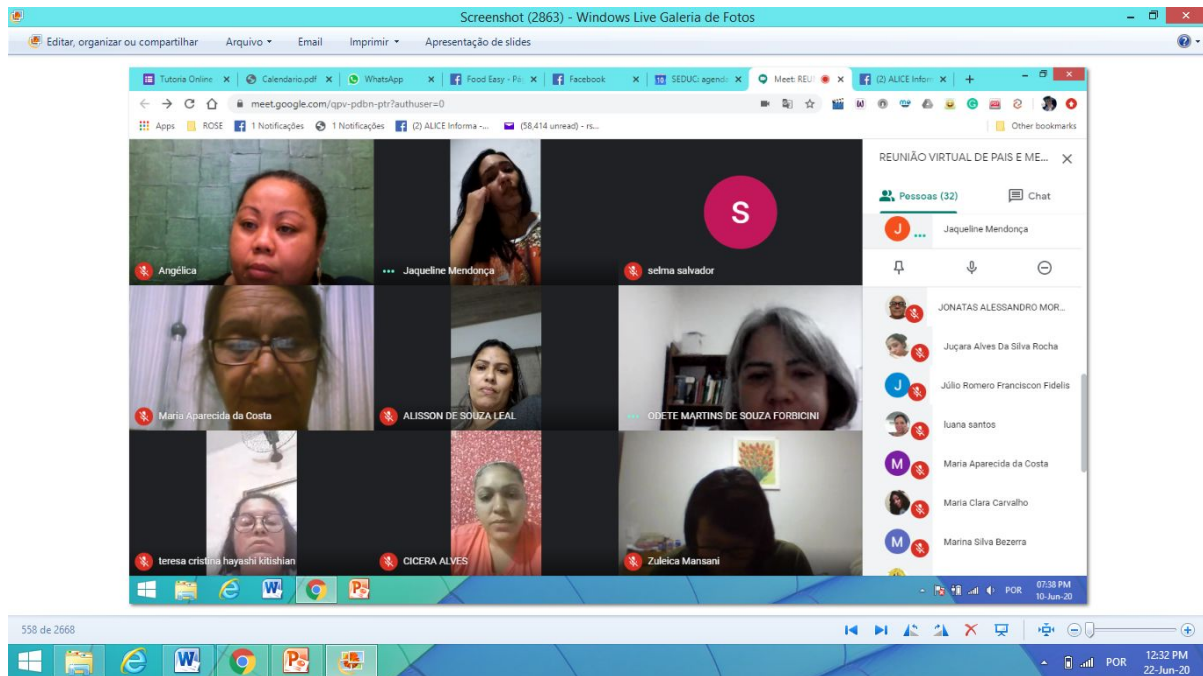 Screenshot (2863) - Windows Live Galeria de Fotos
Editar, organizar ou compartilhar Arquivo Email Imprimir Apresentação de slides
Tutoria Online Calendario.pdf WhatsApp Food Easy - Facebook SEDUC: agend Meet: REU (2) ALICE Infor
meet.google.com/qpv-pdbn-ptr?authuser=0
Apps ROSE 1 Notificações 1 Notificações (2) ALICE Informa -... (58,414 unread) - rs... Other bookmarks
REUNIÃO VIRTUAL DE PAIS E ME...
Pessoas (32) Chat
J Jaqueline Mendonça
S
Angélica Jaqueline Mendonça selma salvador
JONATAS ALESSANDRO MOR...
Juçara Alves Da Silva Rocha
J Júlio Romero Franciscon Fidelis
Maria Aparecida da Costa ALISSON DE SOUZA LEAL ODETE MARTINS DE SOUZA FORBICINI
luana santos
M Maria Aparecida da Costa
Maria Clara Carvalho
M Marina Silva Bezerra
teresa cristina hayashi kitishian CICERA ALVES Zuleica Mansani
POR 07:38 PM
10-Jun-20
558 de 2668
POR 12:32 PM
22-Jun-20